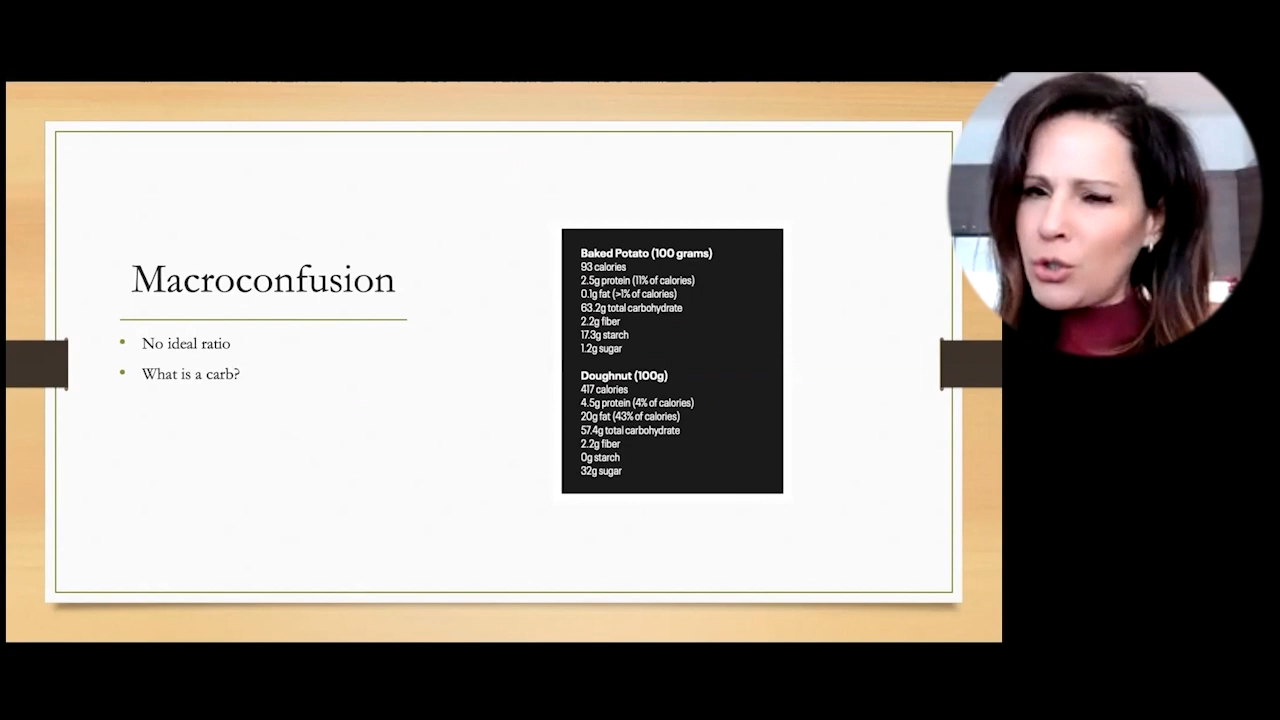 Macroconfusion
No ideal ratio
What is a carb?
Baked Potato (100 grams)
93 calories
2.5g protein (11% of calories)
0.1g fat (>1% of calories)
63.2g total carbohydrate
2.2g fiber
17.3g starch
1.2g sugar
Doughnut (100g)
417 calories
4.5g protein (4% of calories)
20g fat (43% of calories)
57.4g total carbohydrate
2.2g fiber
0g starch
32g sugar